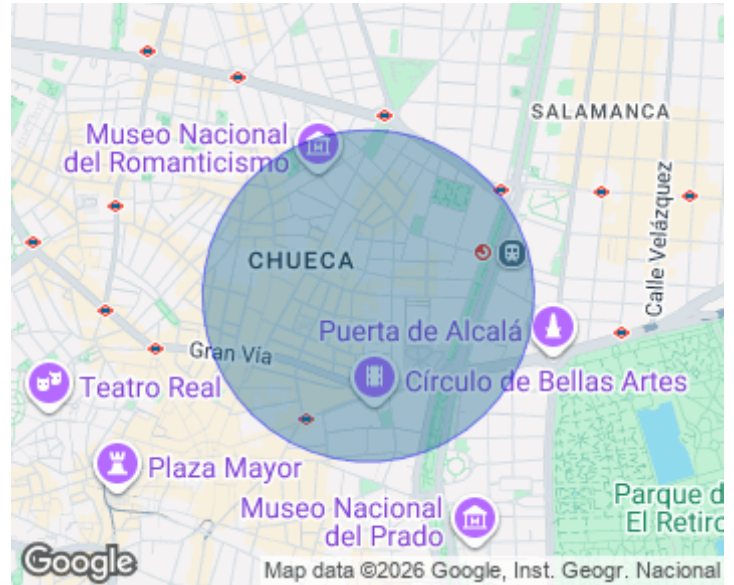 SALAMANCA
Museo Nacional
del Romanticismo
Calle Velázquez
CHUECA
Puerta de Alcalá
Gran Vía
Teatro Real
Círculo de Bellas Artes
Plaza Mayor
Parque d
El Retiro
Museo Nacional
del Prado
Google
Map data ©2026 Google, Inst. Geogr. Nacional